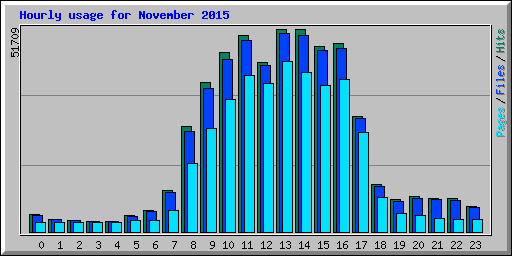 Hourly usage for November 2015
51709
Pages / Files / Hits
0 1 2 3 4 5 6 7 8 9 10 11 12 13 14 15 16 17 18 19 20 21 22 23